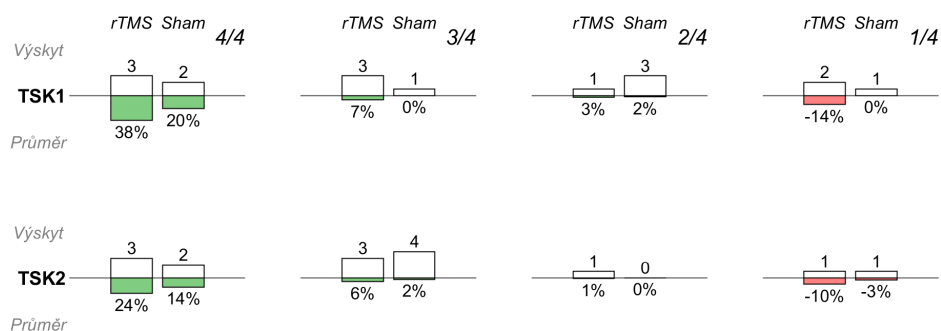 rTMS Sham 4/4 rTMS Sham 3/4 rTMS Sham 2/4 rTMS Sham 1/4
Výskyt
3 2 3 1 1 3 2 1
TSK1
38% 20% 7% 0% 3% 2% -14% 0%
Průměr
Výskyt
3 2 3 4 1 0 1 1
TSK2
24% 14% 6% 2% 1% 0% -10% -3%
Průměr